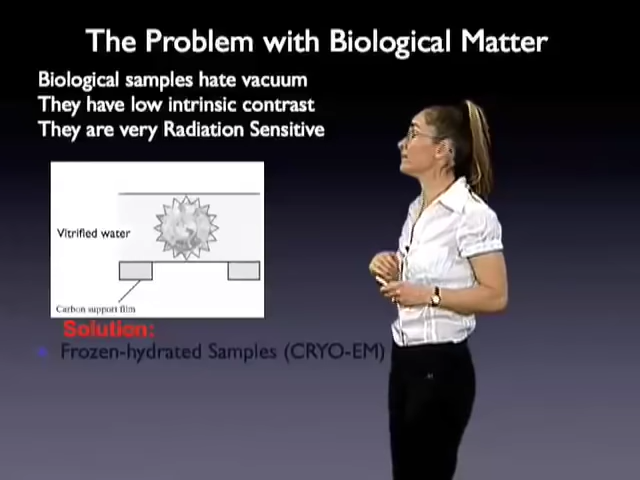 The Problem with Biological Matter
Biological samples hate vacuum
They have low intrinsic contrast
They are very Radiation Sensitive
Vitrified water
Carbon support film
Solution:
Frozen-hydrated Samples (CRYO-EM)